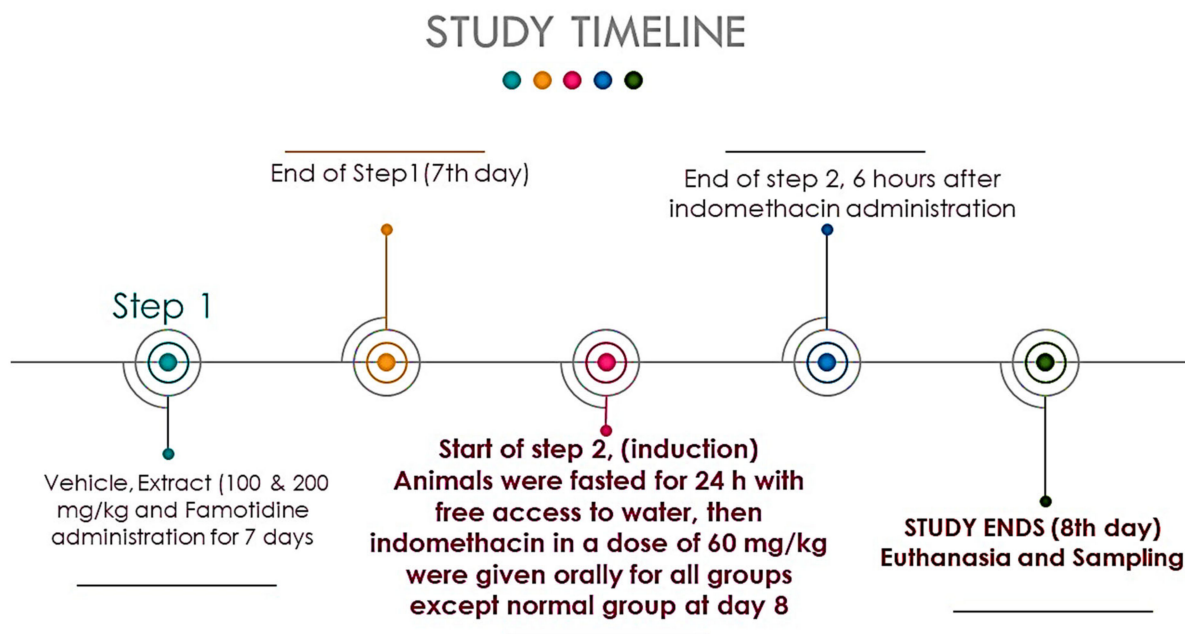 STUDY TIMELINE
End of Step1(7th day)
End of step 2, 6 hours after
indomethacin administration
Step 1
Vehicle, Extract (100 & 200
mg/kg and Famotidine
administration for 7 days
Start of step 2, (induction)
Animals were fasted for 24 h with
free access to water, then
indomethacin in a dose of 60 mg/kg
were given orally for all groups
except normal group at day 8
STUDY ENDS (8th day)
Euthanasia and Sampling